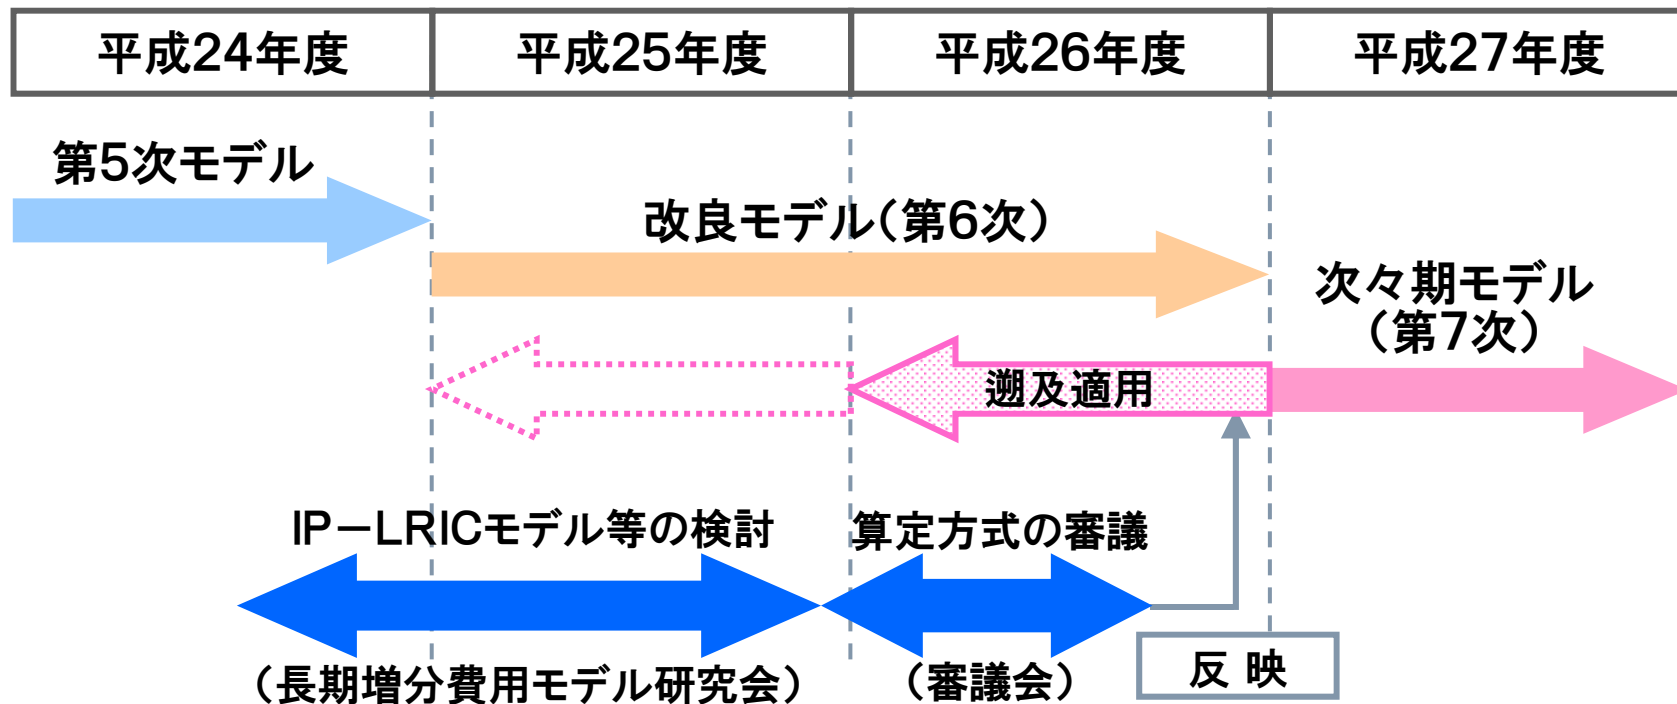 平成24年度
平成25年度
平成26年度
平成27年度
第5次モデル
改良モデル（第6次）
次々期モデル
（第7次）
遡及適用
IP－LRICモデル等の検討
算定方式の審議
（長期増分費用モデル研究会）
（審議会）
反 映